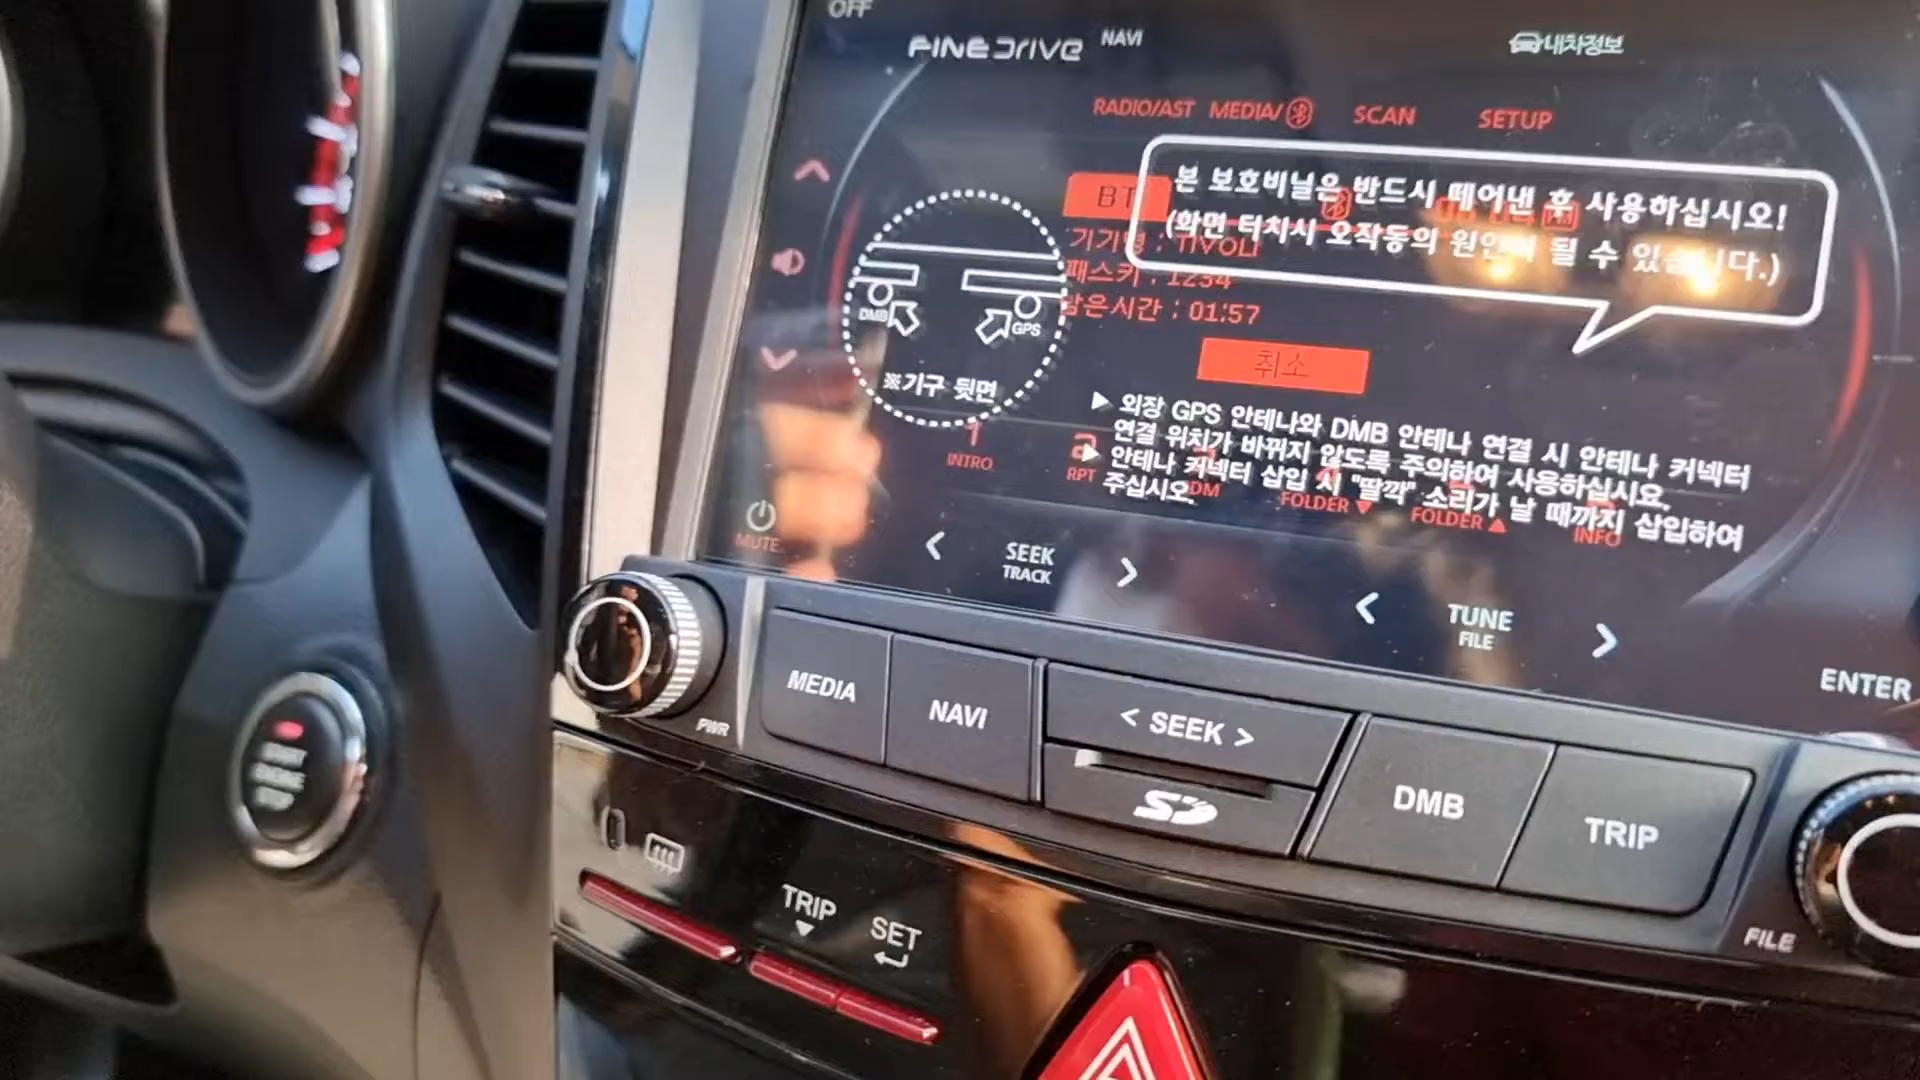 OFF
FINEDrive NAVI
내차정보
RADIO/AST MEDIA/ SCAN SETUP
본 보호비닐은 반드시 떼어낸 후 사용하십시오!
(화면 터치시 오작동의 원인이 될 수 있습니다.)
BT
기기명 : TIVOLI
패스키 : 1234
남은시간 : 01:57
취소
DMB
GPS
※기구 뒷면
▶ 외장 GPS 안테나와 DMB 안테나 연결 시 안테나 커넥터
연결 위치가 바뀌지 않도록 주의하여 사용하십시요.
▶ 안테나 커넥터 삽입 시 "딸깍" 소리가 날 때까지 삽입하여
주십시오.
1 INTRO
2 RPT
RDM
FOLDER ▼
FOLDER ▲
INFO
MUTE
< SEEK >
TRACK
< TUNE >
FILE
ENTER
PWR
MEDIA
NAVI
< SEEK >
SD
DMB
TRIP
FILE
START
ENGINE
STOP
TRIP
SET